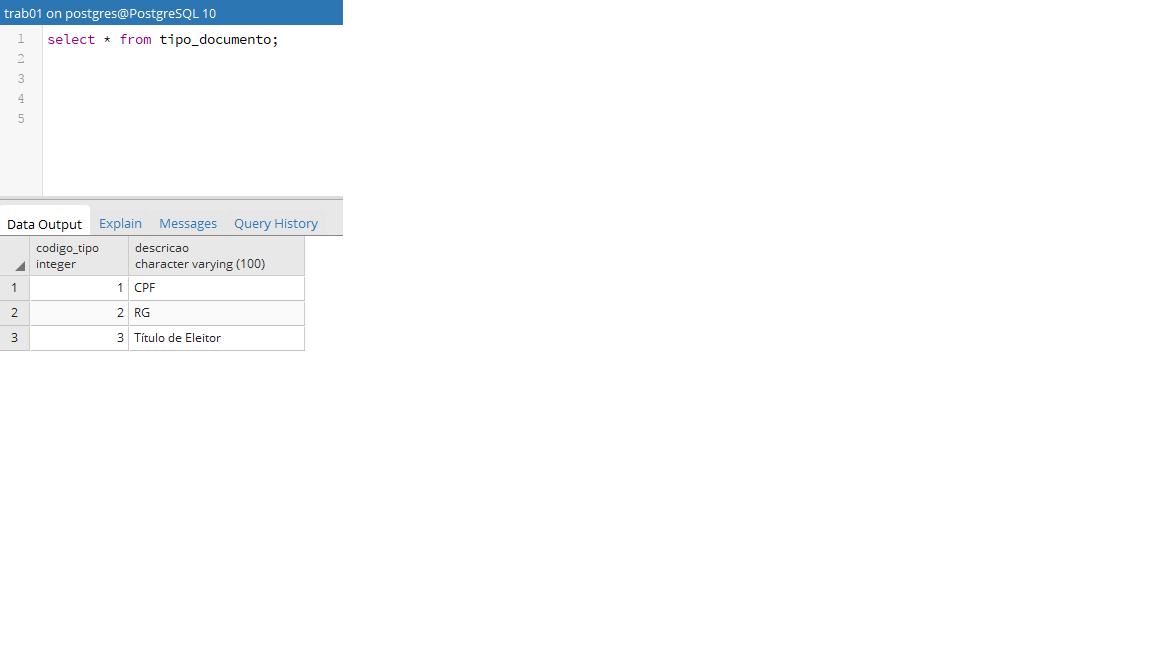 trab01 on postgres@PostgreSQL 10
1 select * from tipo_documento;
2
3
4
5
Data Output Explain Messages Query History
codigo_tipo descricao
integer character varying (100)
1 1 CPF
2 2 RG
3 3 Título de Eleitor